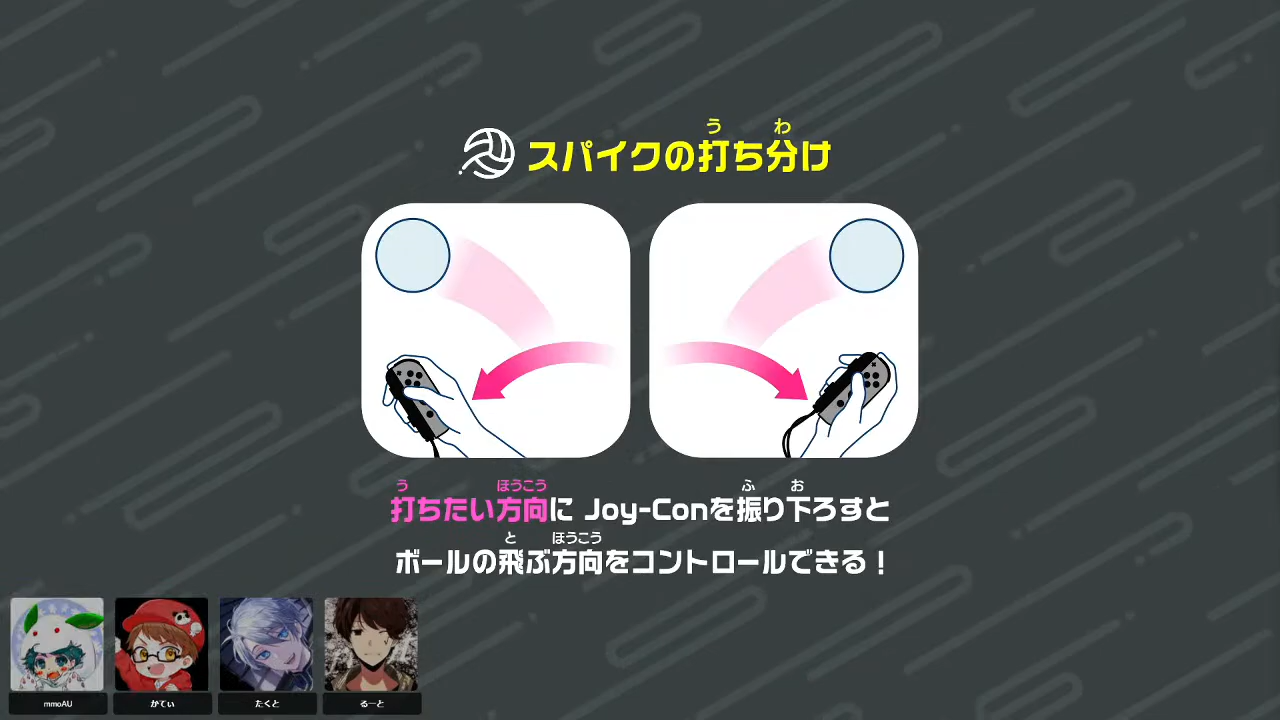 スパイクの打ち分け
打ちたい方向に Joy-Conを振り下ろすと
ボールの飛ぶ方向をコントロールできる！
mmoAU
かてぃ
たくと
るーと